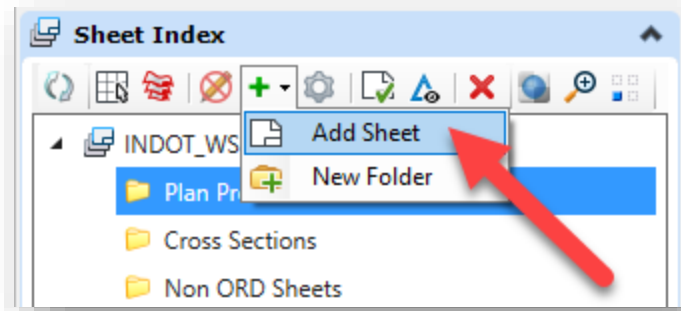 Sheet Index
Add Sheet
INDOT_WS
New Folder
Plan Pr
Cross Sections
Non ORD Sheets